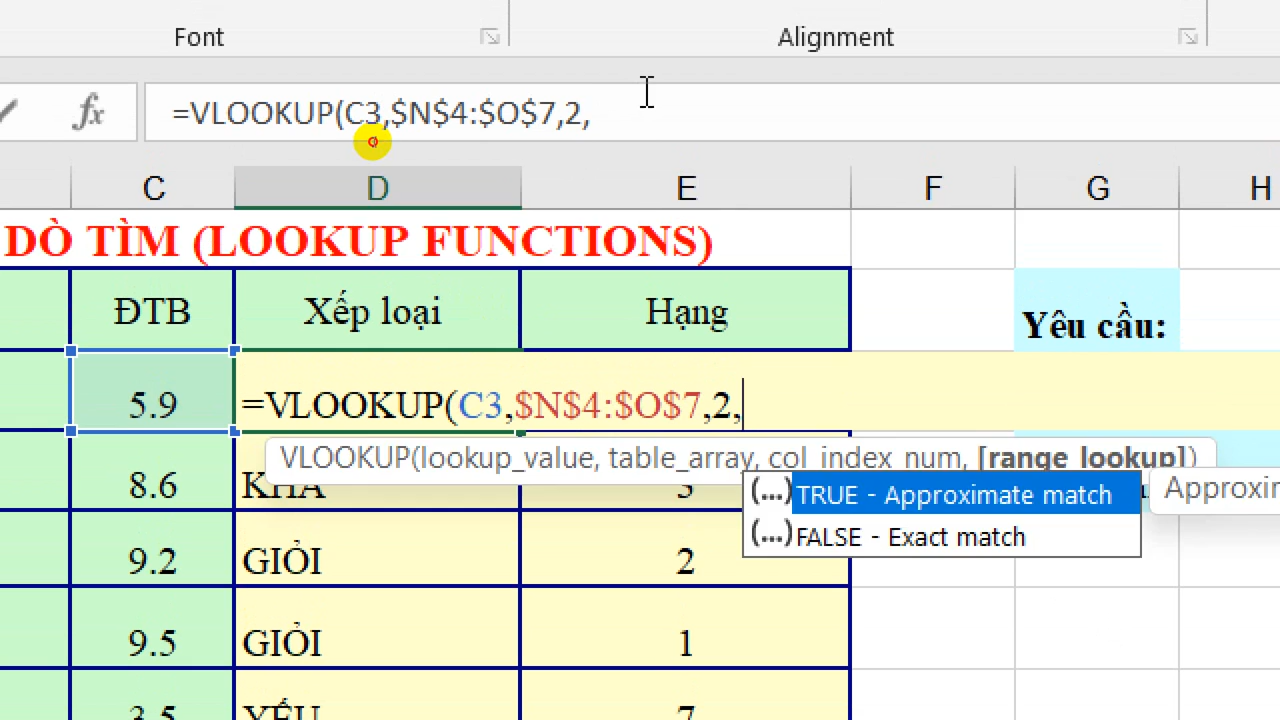 Font Alignment
fx =VLOOKUP(C3,$N$4:$O$7,2,
C D E F G H
DÒ TÌM (LOOKUP FUNCTIONS)
ĐTB Xếp loại Hạng Yêu cầu:
5.9 =VLOOKUP(C3,$N$4:$O$7,2,
VLOOKUP(lookup_value, table_array, col_index_num, [range_lookup])
8.6 KHÁ 3
(...) TRUE - Approximate match
(...) FALSE - Exact match
9.2 GIỎI 2
9.5 GIỎI 1
3.5 YẾU 7